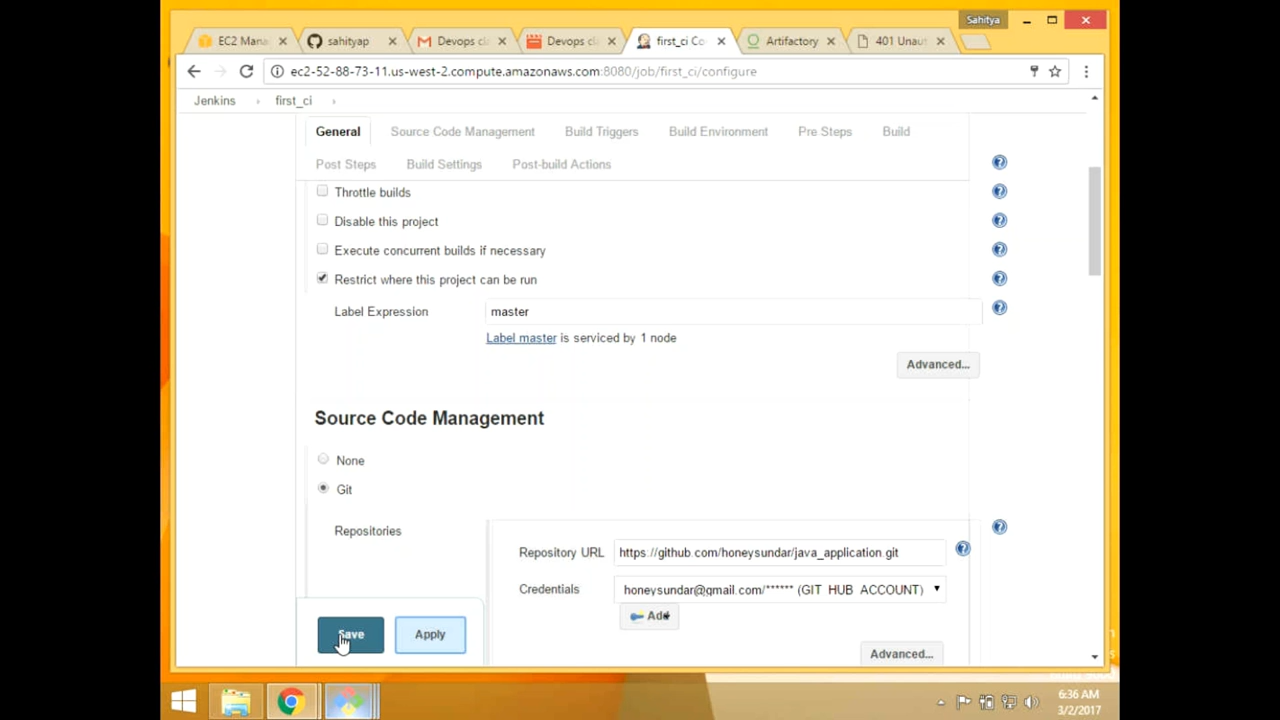 Sahitya
EC2 Mana
sahityap
Devops cl
Devops cl
first_ci Co
Artifactory
401 Unaut
ec2-52-88-73-11.us-west-2.compute.amazonaws.com:8080/job/first_ci/configure
Jenkins
first_ci
General
Source Code Management
Build Triggers
Build Environment
Pre Steps
Build
Post Steps
Build Settings
Post-build Actions
Throttle builds
Disable this project
Execute concurrent builds if necessary
Restrict where this project can be run
Label Expression
master
Label master is serviced by 1 node
Advanced...
Source Code Management
None
Git
Repositories
Repository URL
https://github.com/honeysundar/java_application.git
Credentials
honeysundar@gmail.com/****** (GIT HUB ACCOUNT)
Add
Save
Apply
Advanced...
6:36 AM
3/2/2017